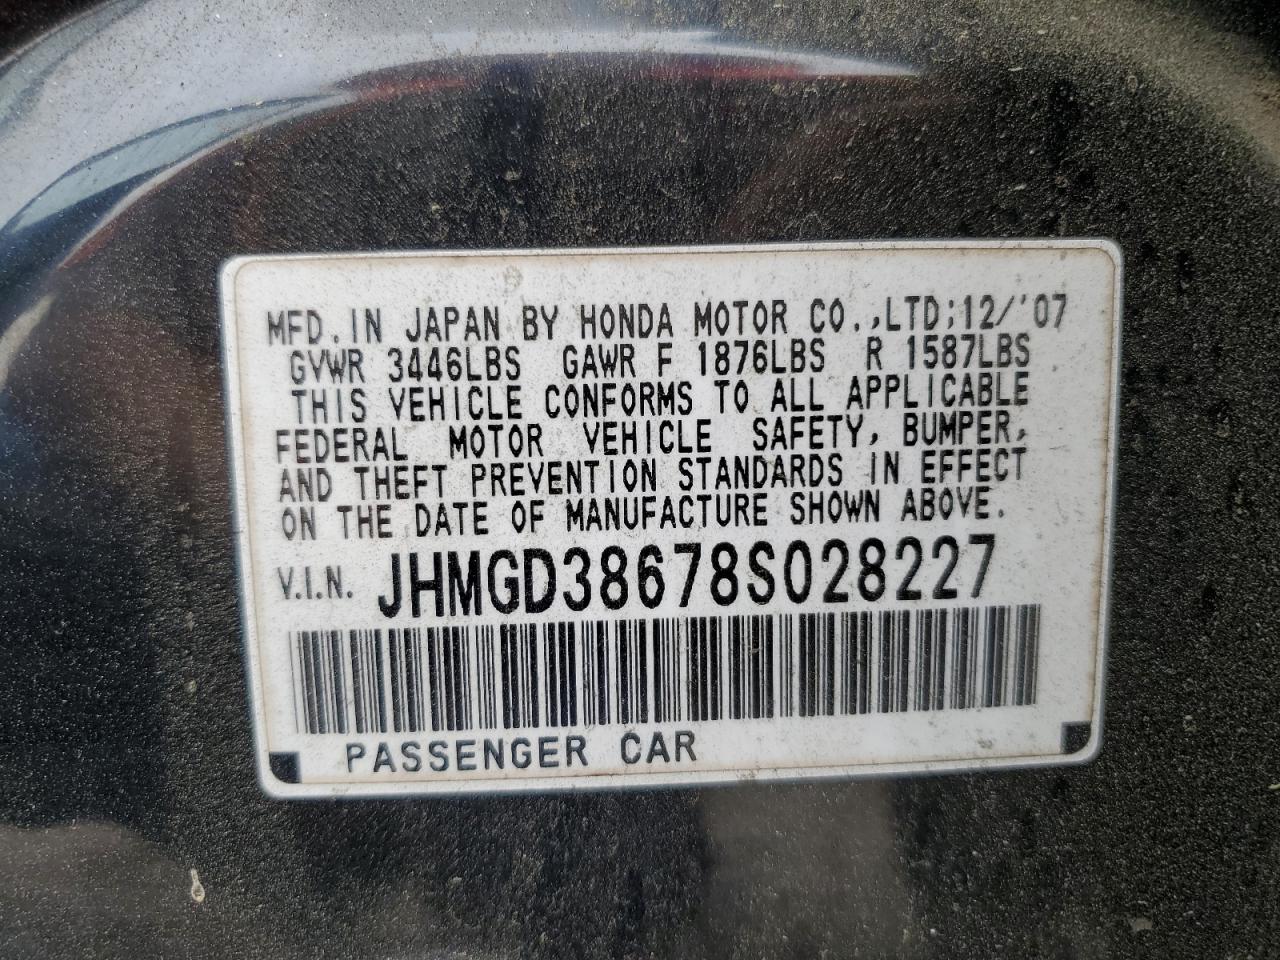 MFD. IN JAPAN BY HONDA MOTOR CO.,LTD;12/'07
GVWR 3446LBS GAWR F 1876LBS R 1587LBS
THIS VEHICLE CONFORMS TO ALL APPLICABLE
FEDERAL MOTOR VEHICLE SAFETY, BUMPER,
AND THEFT PREVENTION STANDARDS IN EFFECT
ON THE DATE OF MANUFACTURE SHOWN ABOVE.
V.I.N. JHMGD38678S028227
PASSENGER CAR